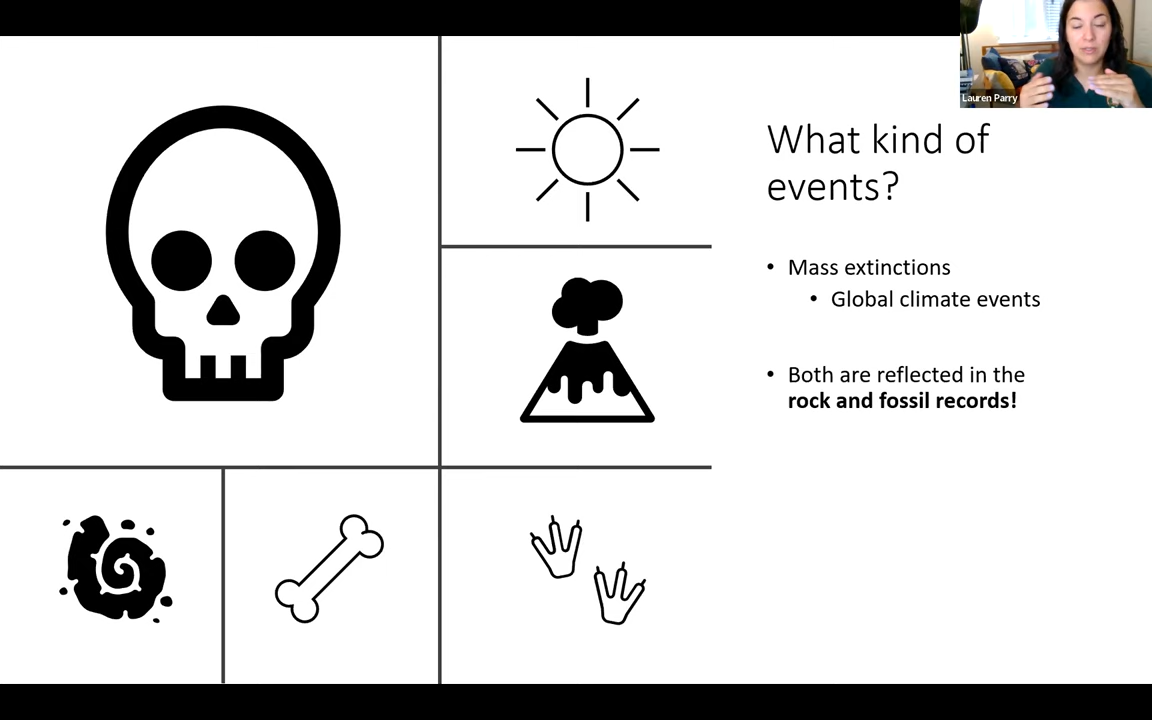 Lauren Parry
What kind of
events?
• Mass extinctions
• Global climate events
• Both are reflected in the
rock and fossil records!